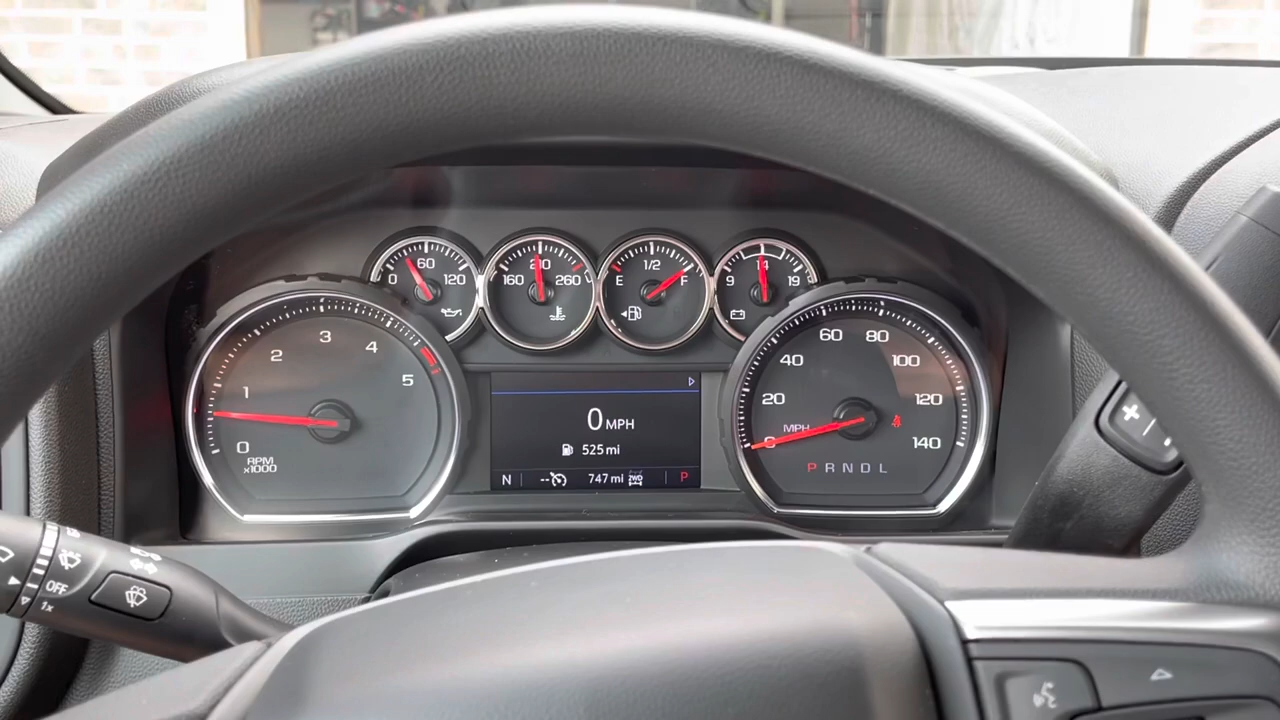 0 60 120
160 210 260
E 1/2 F
9 14 19
0 1 2 3 4 5
RPM
x1000
0 MPH
525 mi
N -- 747 mi 2WD P
0 20 40 60 80 100 120 140
MPH
P R N D L
OFF
1x
+ −